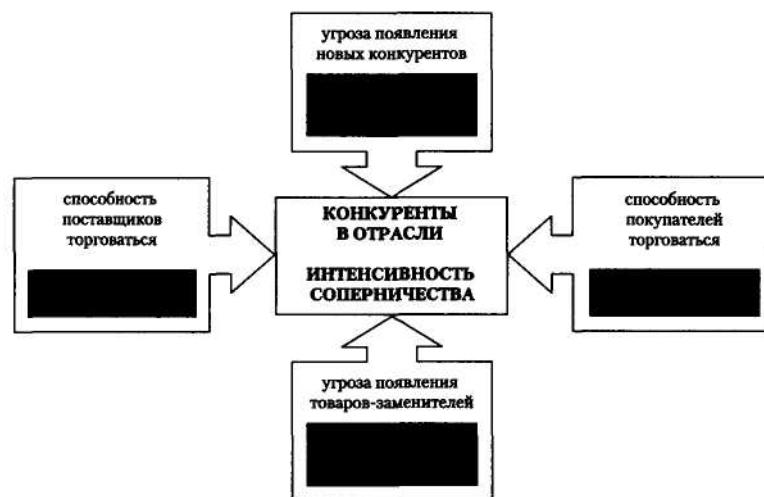 угроза появления
новых конкурентов
способность
поставщиков
торговаться
КОНКУРЕНТЫ
В ОТРАСЛИ
ИНТЕНСИВНОСТЬ
СОПЕРНИЧЕСТВА
способность
покупателей
торговаться
угроза появления
товаров-заменителей